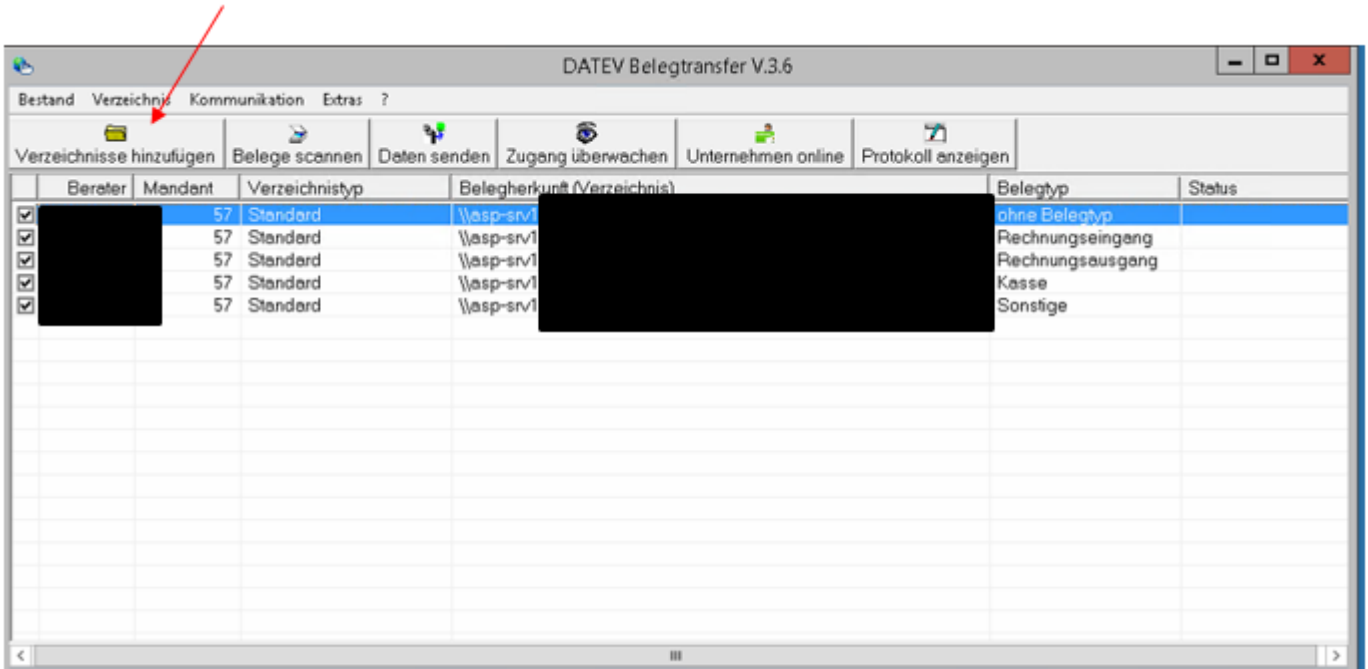 DATEV Belegtransfer V.3.6
Bestand Verzeichnis Kommunikation Extras ?
Verzeichnisse hinzufügen Belege scannen Daten senden Zugang überwachen Unternehmen online Protokoll anzeigen
Berater Mandant Verzeichnistyp Belegherkunft (Verzeichnis) Belegtyp Status
57 Standard \\asp-srv1 ohne Belegtyp
57 Standard \\asp-srv1 Rechnungseingang
57 Standard \\asp-srv1 Rechnungsausgang
57 Standard \\asp-srv1 Kasse
57 Standard \\asp-srv1 Sonstige